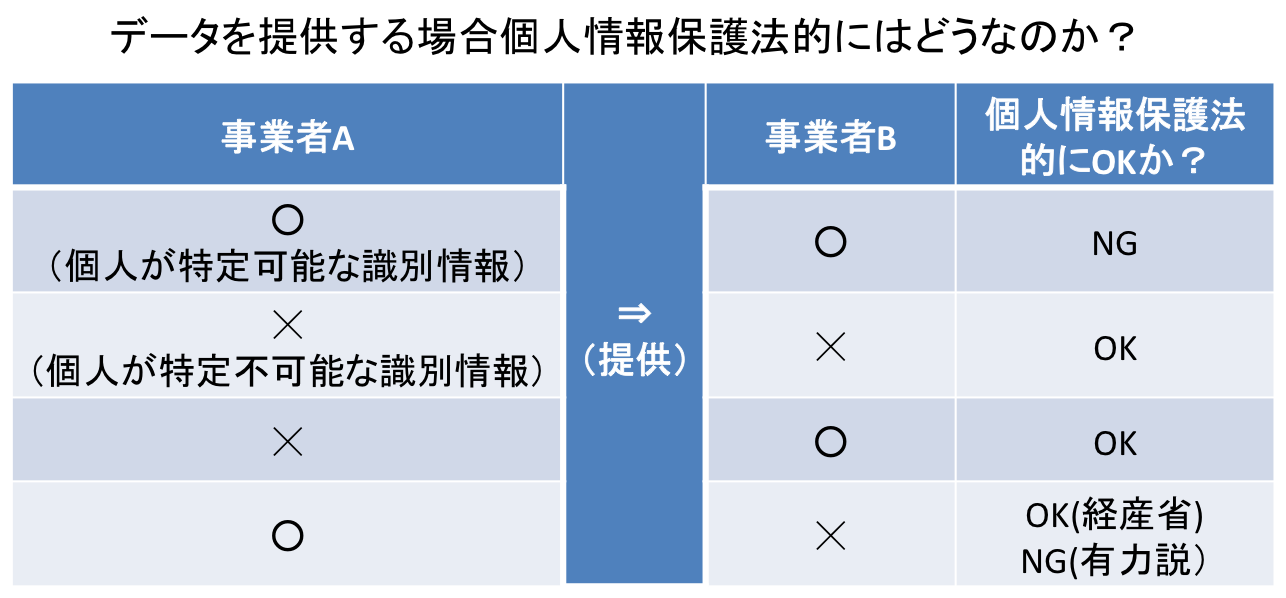 データを提供する場合個人情報保護法的にはどうなのか？
事業者A
事業者B
個人情報保護法
的にOKか？
○
（個人が特定可能な識別情報）
⇒
（提供）
○
NG
×
（個人が特定不可能な識別情報）
×
OK
×
○
OK
○
×
OK(経産省)
NG(有力説）